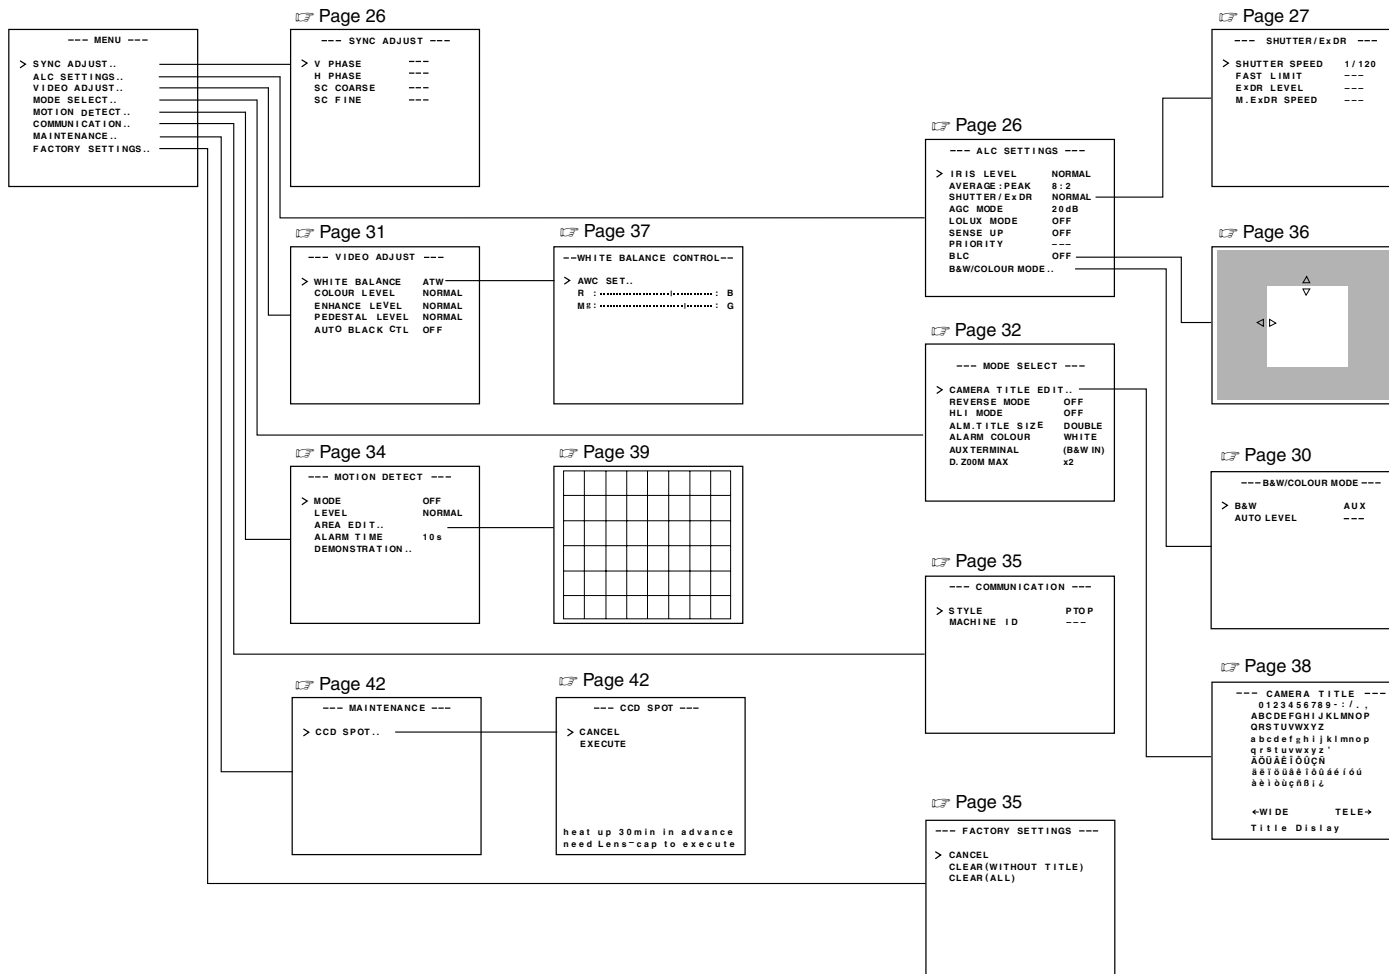 ☞ Page 26
--- MENU ---
> SYNC ADJUST..
ALC SETTINGS..
VIDEO ADJUST..
MODE SELECT..
MOTION DETECT..
COMMUNICATION..
MAINTENANCE..
FACTORY SETTINGS..
--- SYNC ADJUST ---
> V PHASE ---
H PHASE ---
SC COARSE ---
SC FINE ---
☞ Page 27
--- SHUTTER/ExDR ---
> SHUTTER SPEED 1/120
FAST LIMIT ---
ExDR LEVEL ---
M.ExDR SPEED ---
☞ Page 26
--- ALC SETTINGS ---
> IRIS LEVEL NORMAL
AVERAGE:PEAK 8:2
SHUTTER/ExDR NORMAL
AGC MODE 20dB
LOLUX MODE OFF
SENSE UP OFF
PRIORITY ---
BLC OFF
B&W/COLOUR MODE..
☞ Page 31
--- VIDEO ADJUST ---
> WHITE BALANCE ATW
COLOUR LEVEL NORMAL
ENHANCE LEVEL NORMAL
PEDESTAL LEVEL NORMAL
AUTO BLACK CTL OFF
☞ Page 37
--WHITE BALANCE CONTROL--
> AWC SET..
R : : B
Mg: : G
☞ Page 36
☞ Page 32
--- MODE SELECT ---
> CAMERA TITLE EDIT..
REVERSE MODE OFF
HLI MODE OFF
ALM.TITLE SIZE DOUBLE
ALARM COLOUR WHITE
AUX TERMINAL (B&W IN)
D. Z00M MAX x2
☞ Page 34
--- MOTION DETECT ---
> MODE OFF
LEVEL NORMAL
AREA EDIT..
ALARM TIME 10s
DEMONSTRATION..
☞ Page 39
☞ Page 30
---B&W/COLOUR MODE---
> B&W AUX
AUTO LEVEL ---
☞ Page 35
--- COMMUNICATION ---
> STYLE PTOP
MACHINE ID ---
☞ Page 42
--- MAINTENANCE ---
> CCD SPOT..
☞ Page 42
--- CCD SPOT ---
> CANCEL
EXECUTE
heat up 30min in advance
need Lens-cap to execute
☞ Page 38
--- CAMERA TITLE ---
0123456789-:/.,
ABCDEFGHIJKLMNOP
QRSTUVWXYZ
abcdefghijklmnop
qrstuvwxyz'
ÄÖÜÂÊÎÔÛÇÑ
äëïöüâêîôûáéíóú
àèìòùçñß¡¿
←WIDE TELE→
Title Dislay
☞ Page 35
--- FACTORY SETTINGS ---
> CANCEL
CLEAR(WITHOUT TITLE)
CLEAR(ALL)